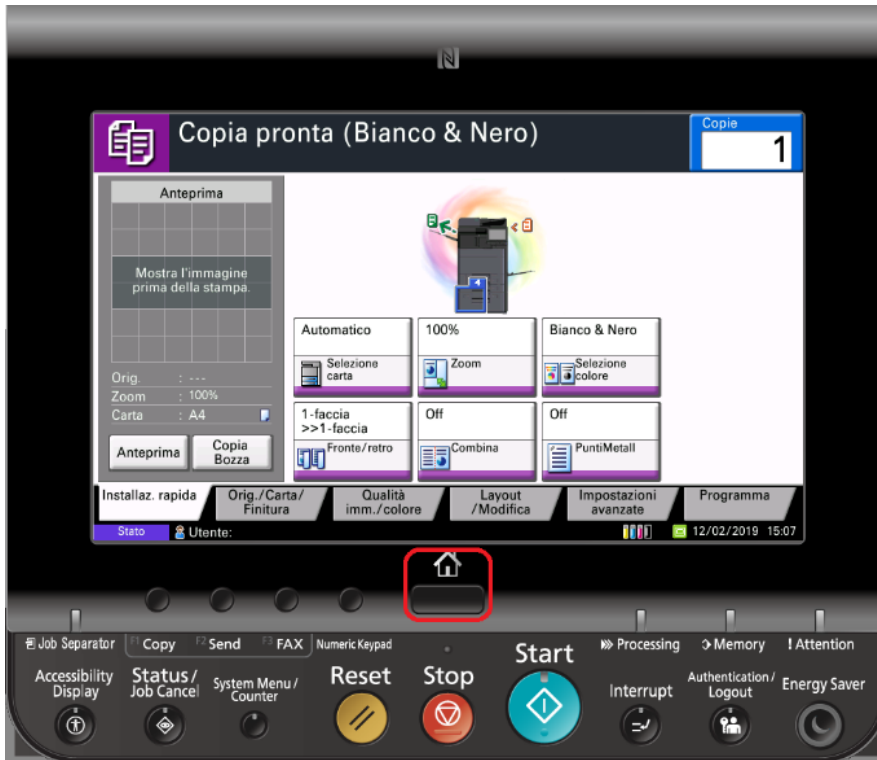 Copia pronta (Bianco & Nero)
Copie
1
Anteprima
Mostra l'immagine
prima della stampa.
Orig. : ---
Zoom : 100%
Carta : A4
Anteprima
Copia
Bozza
Automatico
Selezione
carta
100%
Zoom
Bianco & Nero
Selezione
colore
1-faccia
>>1-faccia
Fronte/retro
Off
Combina
Off
PuntiMetall
Installaz. rapida
Orig./Carta/
Finitura
Qualità
imm./colore
Layout
/Modifica
Impostazioni
avanzate
Programma
Stato
Utente:
12/02/2019 15:07
Job Separator
F1 Copy
F2 Send
F3 FAX
Numeric Keypad
Processing
Memory
! Attention
Accessibility
Display
Status/
Job Cancel
System Menu/
Counter
Reset
Stop
Start
Interrupt
Authentication/
Logout
Energy Saver